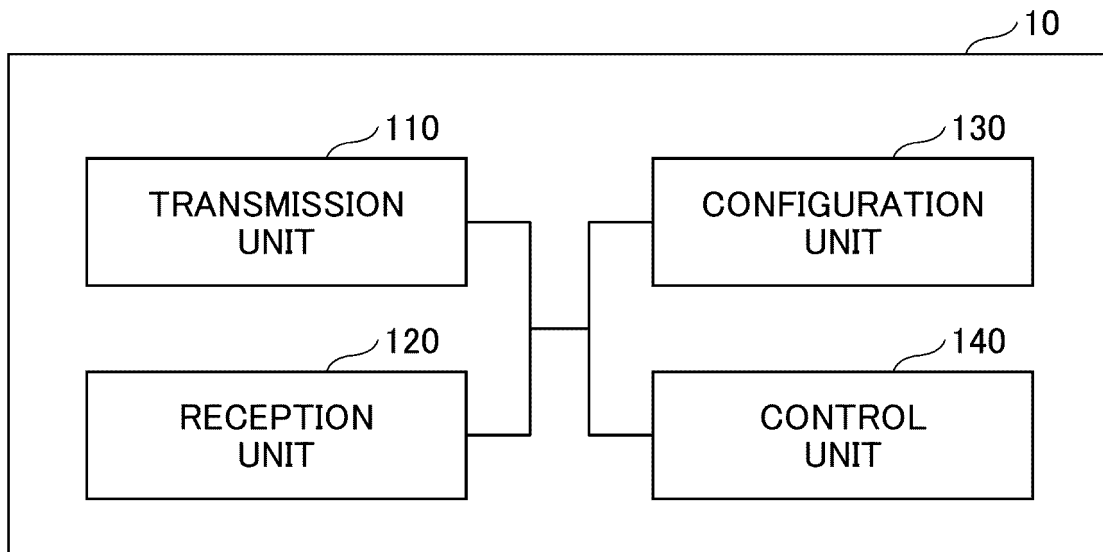 10
110
TRANSMISSION
UNIT
130
CONFIGURATION
UNIT
120
RECEPTION
UNIT
140
CONTROL
UNIT